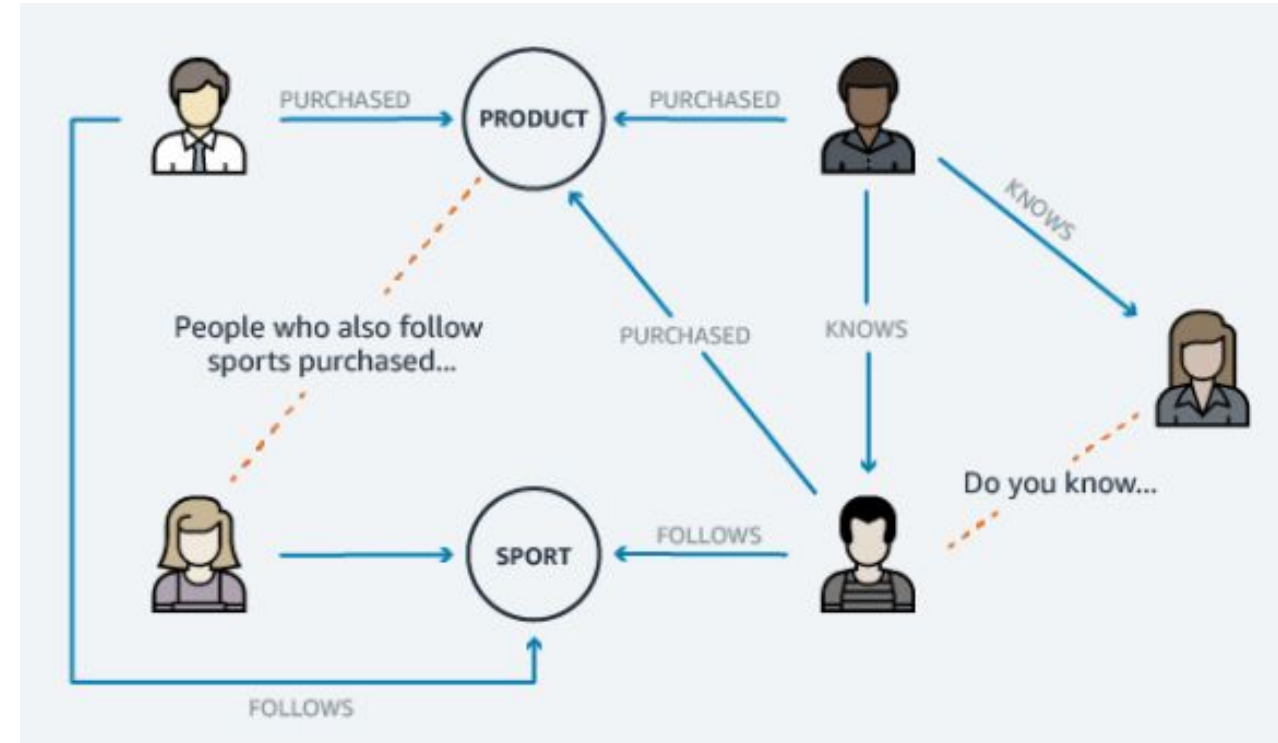 PURCHASED
PRODUCT
PURCHASED
KNOWS
People who also follow
sports purchased...
PURCHASED
KNOWS
Do you know...
SPORT
FOLLOWS
FOLLOWS